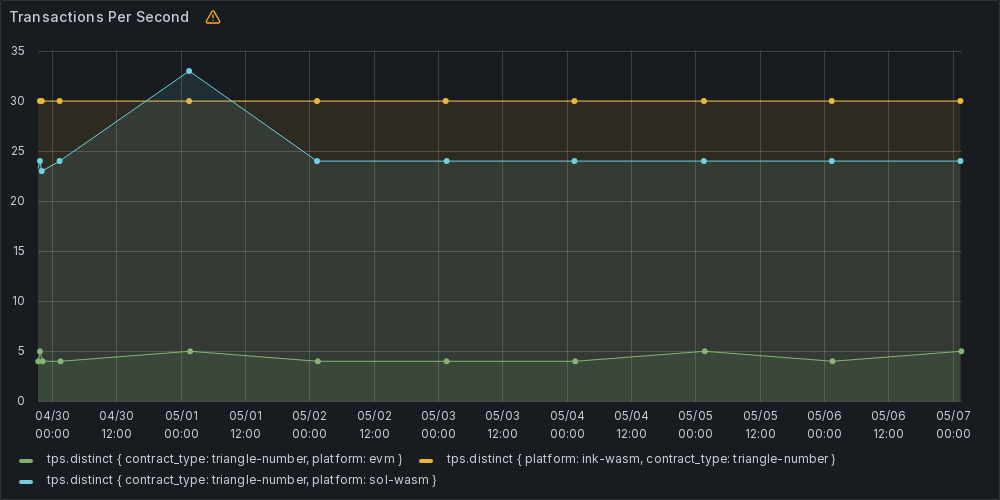 Transactions Per Second
35
30
25
20
15
10
5
0
04/30 04/30 05/01 05/01 05/02 05/02 05/03 05/03 05/04 05/04 05/05 05/05 05/06 05/06 05/07
00:00 12:00 00:00 12:00 00:00 12:00 00:00 12:00 00:00 12:00 00:00 12:00 00:00 12:00 00:00
tps.distinct { contract_type: triangle-number, platform: evm } tps.distinct { platform: ink-wasm, contract_type: triangle-number }
tps.distinct { contract_type: triangle-number, platform: sol-wasm }